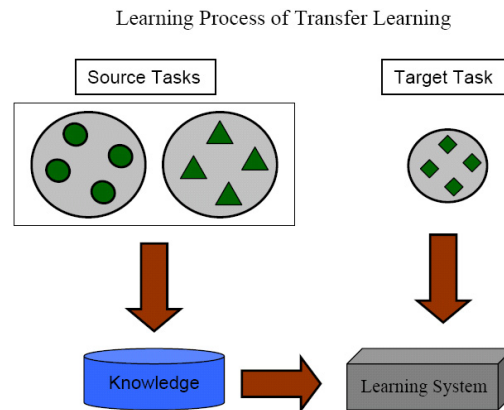 Learning Process of Transfer Learning
Source Tasks
Target Task
Knowledge
Learning System